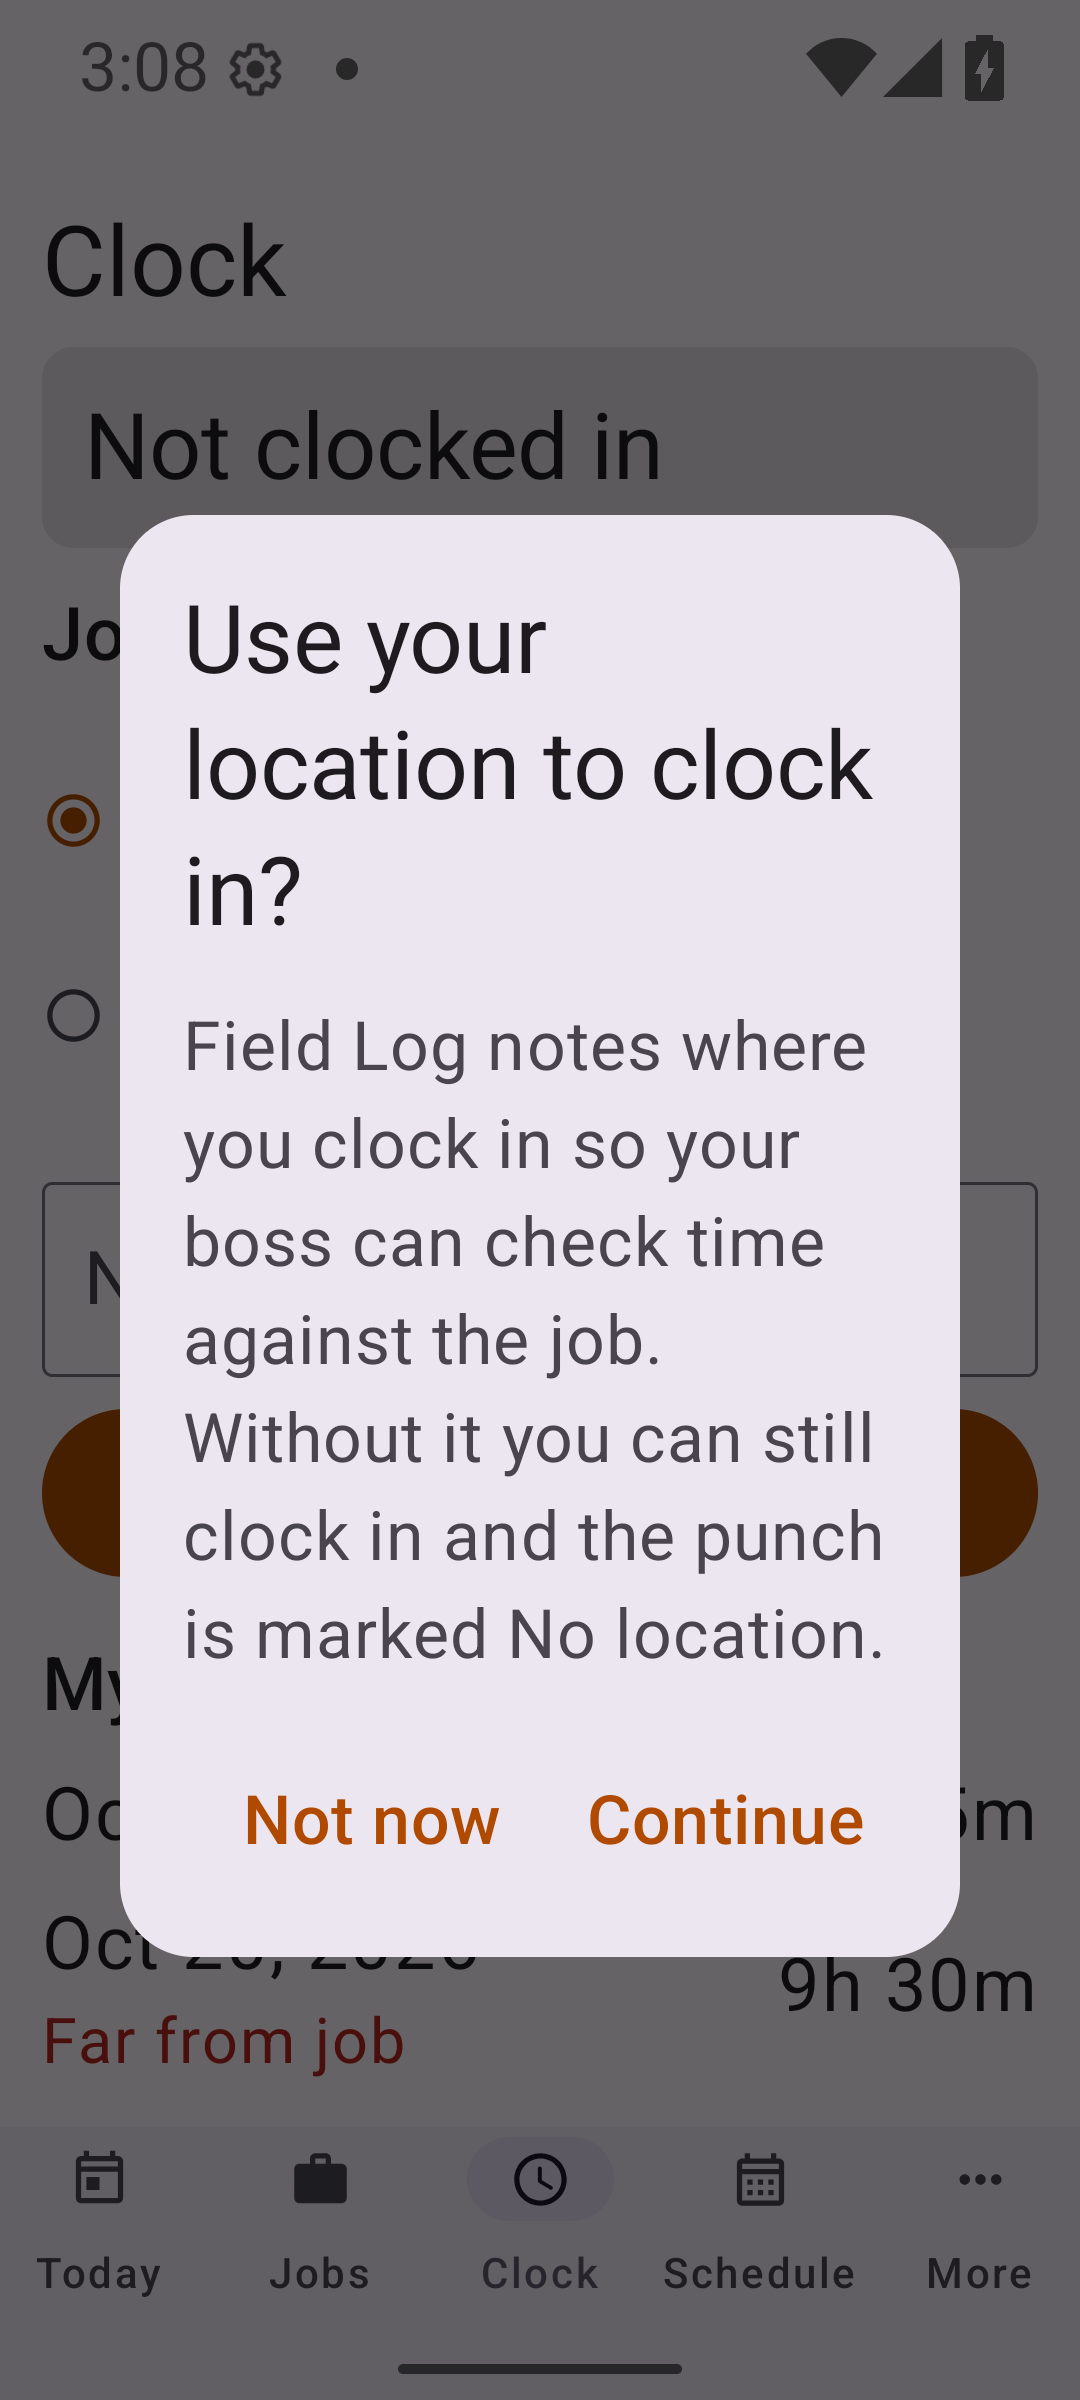 3:08
Clock
Not clocked in
Use your
location to clock
in?
Field Log notes where
you clock in so your
boss can check time
against the job.
Without it you can still
clock in and the punch
is marked No location.
Not now
Continue
9h 30m
Far from job
Today
Jobs
Clock
Schedule
More